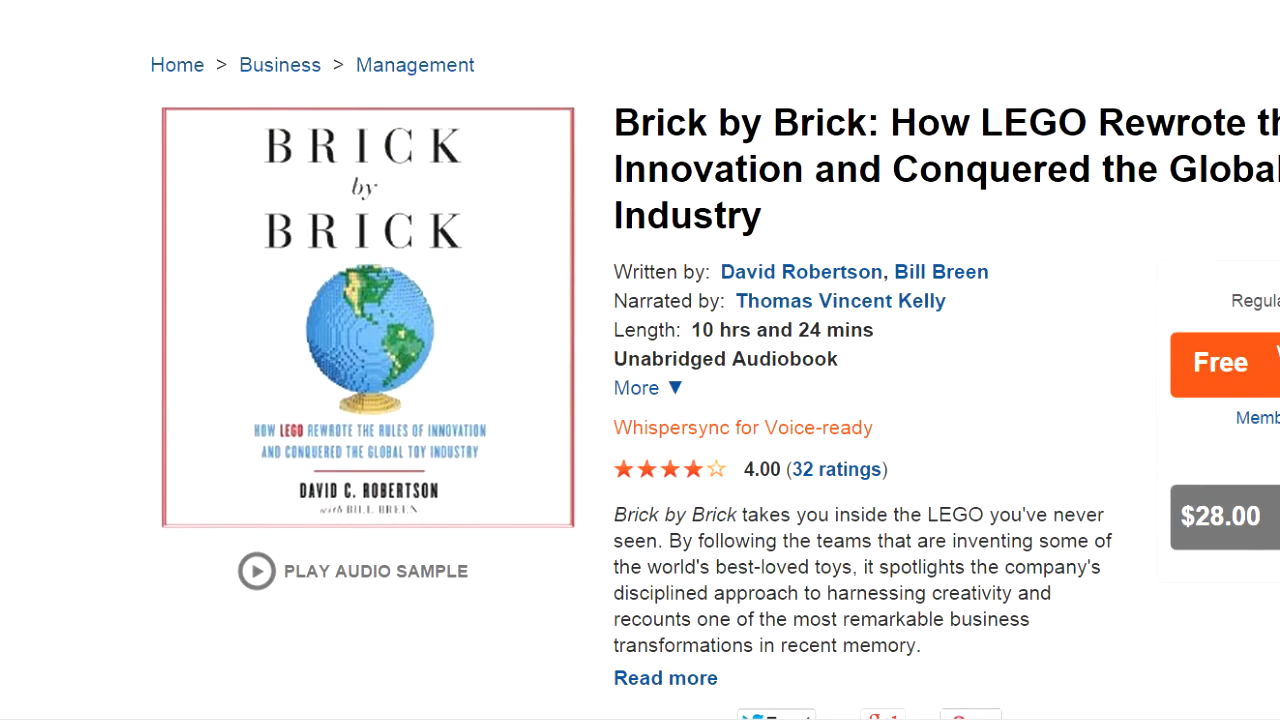 Home > Business > Management
BRICK
by
BRICK
HOW LEGO REWROTE THE RULES OF INNOVATION
AND CONQUERED THE GLOBAL TOY INDUSTRY
DAVID C. ROBERTSON
with BILL BREEN
PLAY AUDIO SAMPLE
Brick by Brick: How LEGO Rewrote th
Innovation and Conquered the Global
Industry
Written by: David Robertson, Bill Breen
Narrated by: Thomas Vincent Kelly
Length: 10 hrs and 24 mins
Unabridged Audiobook
More ▼
Whispersync for Voice-ready
4.00 (32 ratings)
Brick by Brick takes you inside the LEGO you've never
seen. By following the teams that are inventing some of
the world's best-loved toys, it spotlights the company's
disciplined approach to harnessing creativity and
recounts one of the most remarkable business
transformations in recent memory.
Read more
Regula
Free
Memb
$28.00